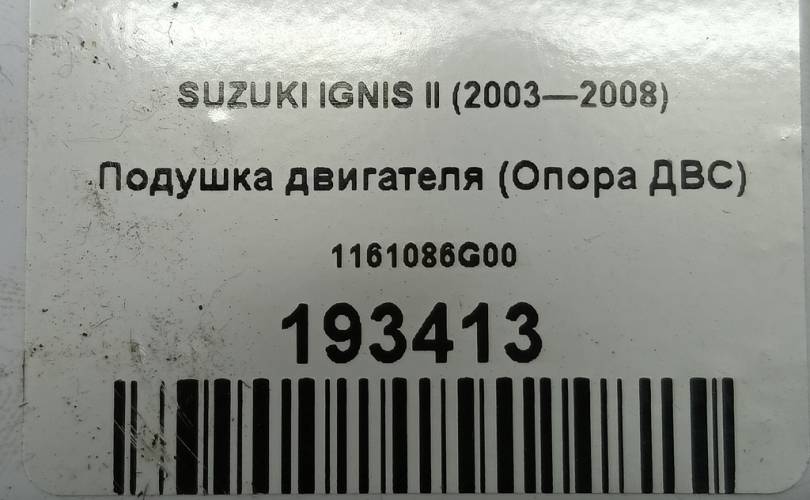 SUZUKI IGNIS II (2003—2008)
Подушка двигателя (Опора ДВС)
1161086G00
193413